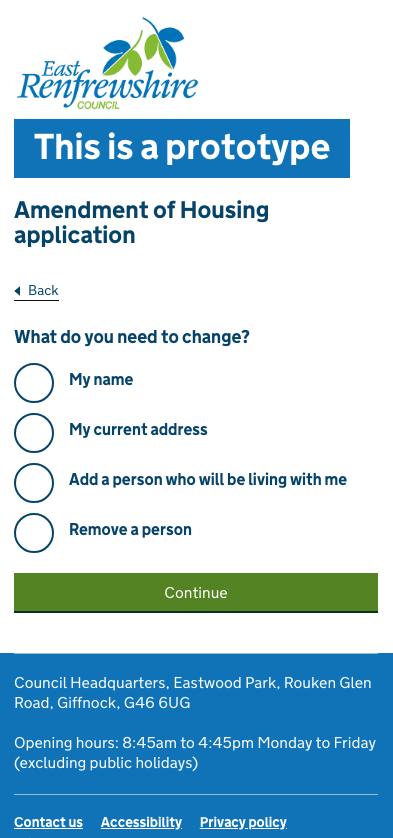 East
Renfrewshire
COUNCIL
This is a prototype
Amendment of Housing
application
Back
What do you need to change?
My name
My current address
Add a person who will be living with me
Remove a person
Continue
Council Headquarters, Eastwood Park, Rouken Glen
Road, Giffnock, G46 6UG
Opening hours: 8:45am to 4:45pm Monday to Friday
(excluding public holidays)
Contact us Accessibility Privacy policy